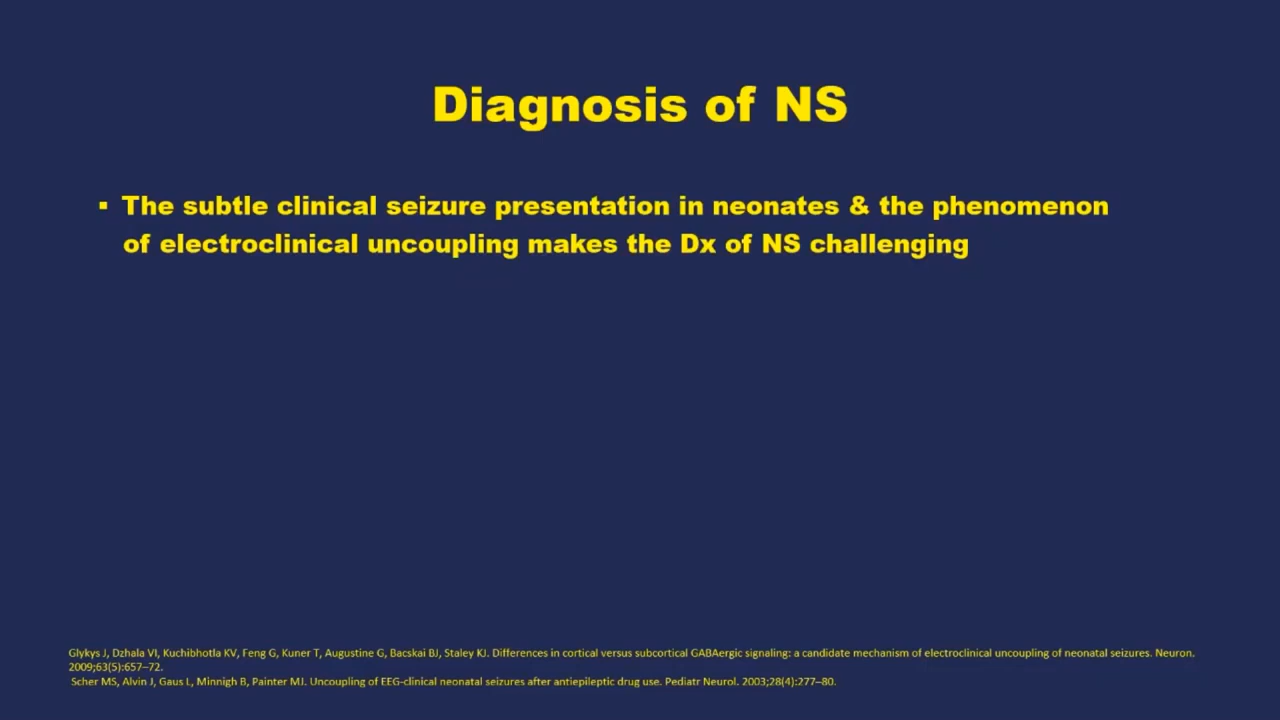 Diagnosis of NS
▪ The subtle clinical seizure presentation in neonates & the phenomenon
of electroclinical uncoupling makes the Dx of NS challenging
Glykys J, Dzhala VI, Kuchibhotla KV, Feng G, Kuner T, Augustine G, Bacskai BJ, Staley KJ. Differences in cortical versus subcortical GABAergic signaling: a candidate mechanism of electroclinical uncoupling of neonatal seizures. Neuron.
2009;63(5):657–72.
Scher MS, Alvin J, Gaus L, Minnigh B, Painter MJ. Uncoupling of EEG-clinical neonatal seizures after antiepileptic drug use. Pediatr Neurol. 2003;28(4):277–80.